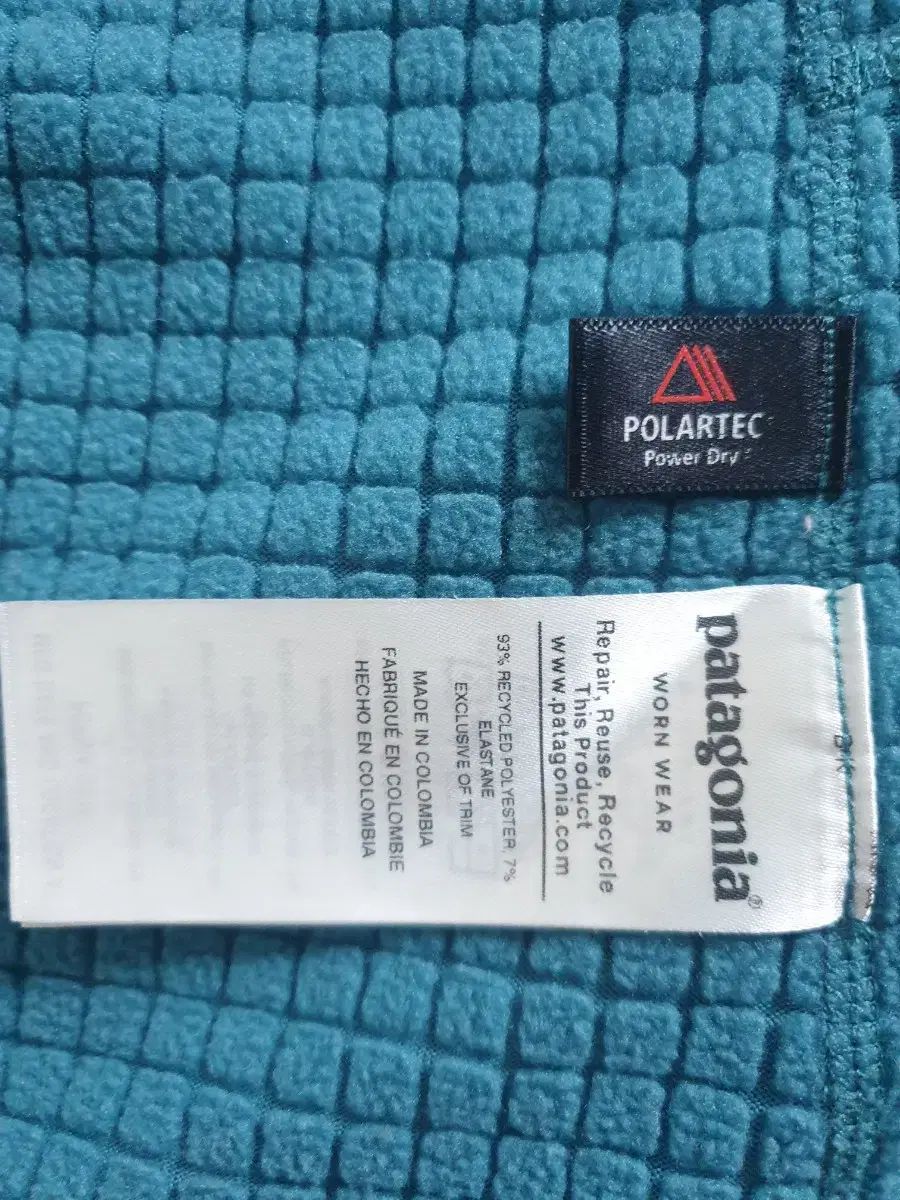 POLARTEC
Power Dry
patagonia®
WORN WEAR
Repair, Reuse, Recycle
This Product
www.patagonia.com
93% RECYCLED POLYESTER, 7%
ELASTANE
EXCLUSIVE OF TRIM
MADE IN COLOMBIA
FABRIQUÉ EN COLOMBIE
HECHO EN COLOMBIA